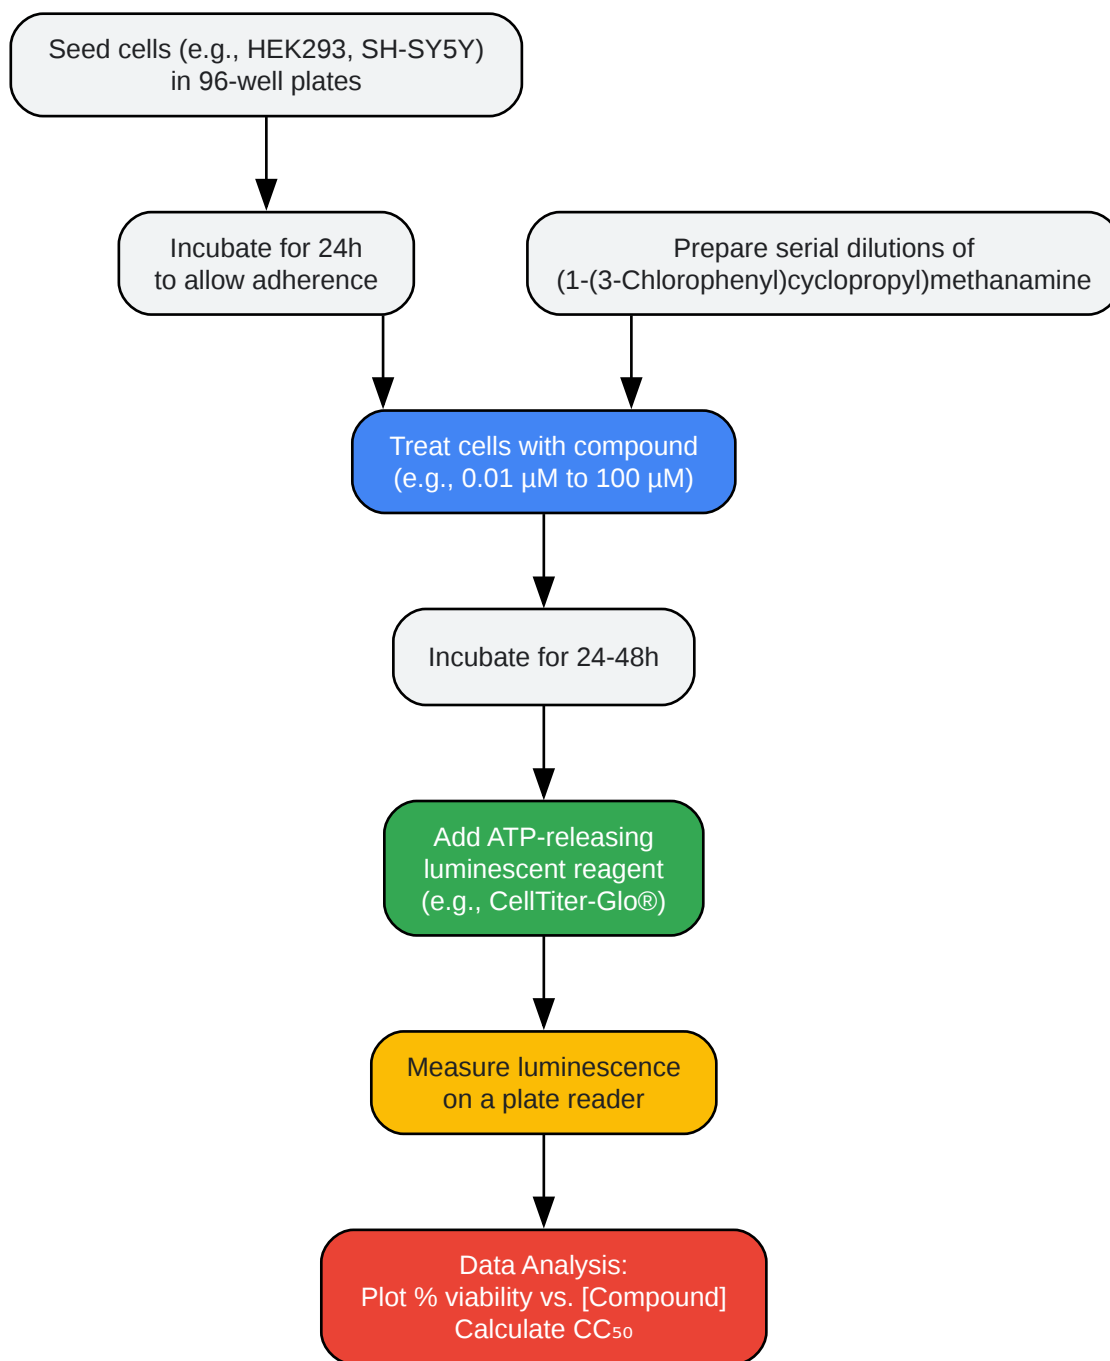 Seed cells (e.g., HEK293, SH-SY5Y)
in 96-well plates
Incubate for 24h
to allow adherence
Prepare serial dilutions of
(1-(3-Chlorophenyl)cyclopropyl)methanamine
Treat cells with compound
(e.g., 0.01 µM to 100 µM)
Incubate for 24-48h
Add ATP-releasing
luminescent reagent
(e.g., CellTiter-Glo®)
Measure luminescence
on a plate reader
Data Analysis:
Plot % viability vs. [Compound]
Calculate CC₅₀